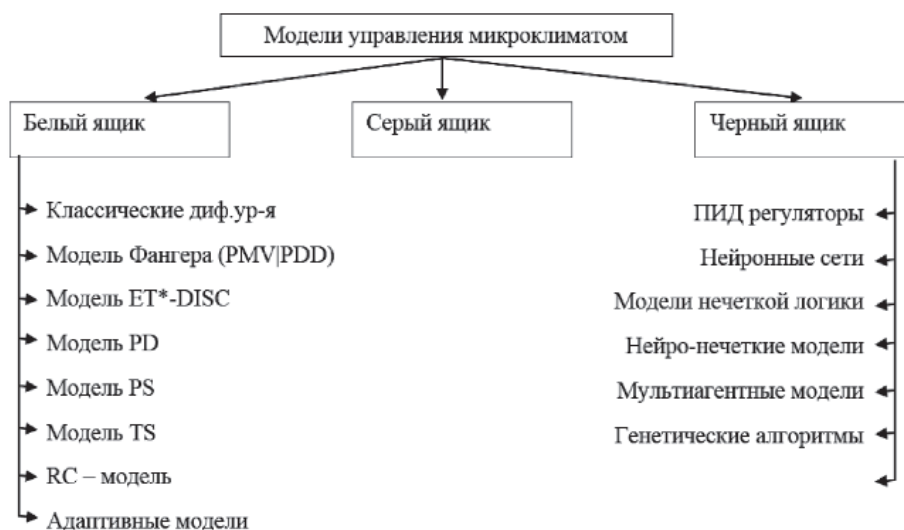 Модели управления микроклиматом
Белый ящик
Серый ящик
Черный ящик
Классические диф.ур-я
Модель Фангера (PMV|PDD)
Модель ET*-DISC
Модель PD
Модель PS
Модель TS
RC – модель
Адаптивные модели
ПИД регуляторы
Нейронные сети
Модели нечеткой логики
Нейро-нечеткие модели
Мультиагентные модели
Генетические алгоритмы